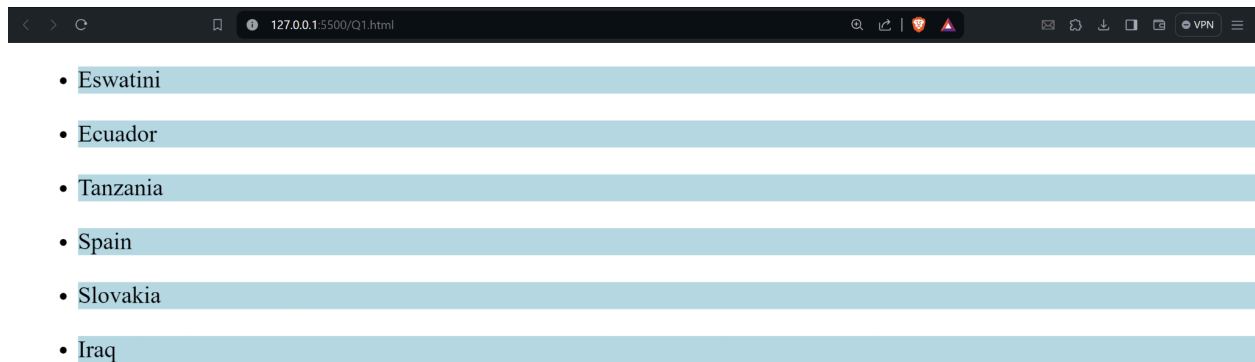 127.0.0.1:5500/Q1.html
VPN
• Eswatini
• Ecuador
• Tanzania
• Spain
• Slovakia
• Iraq